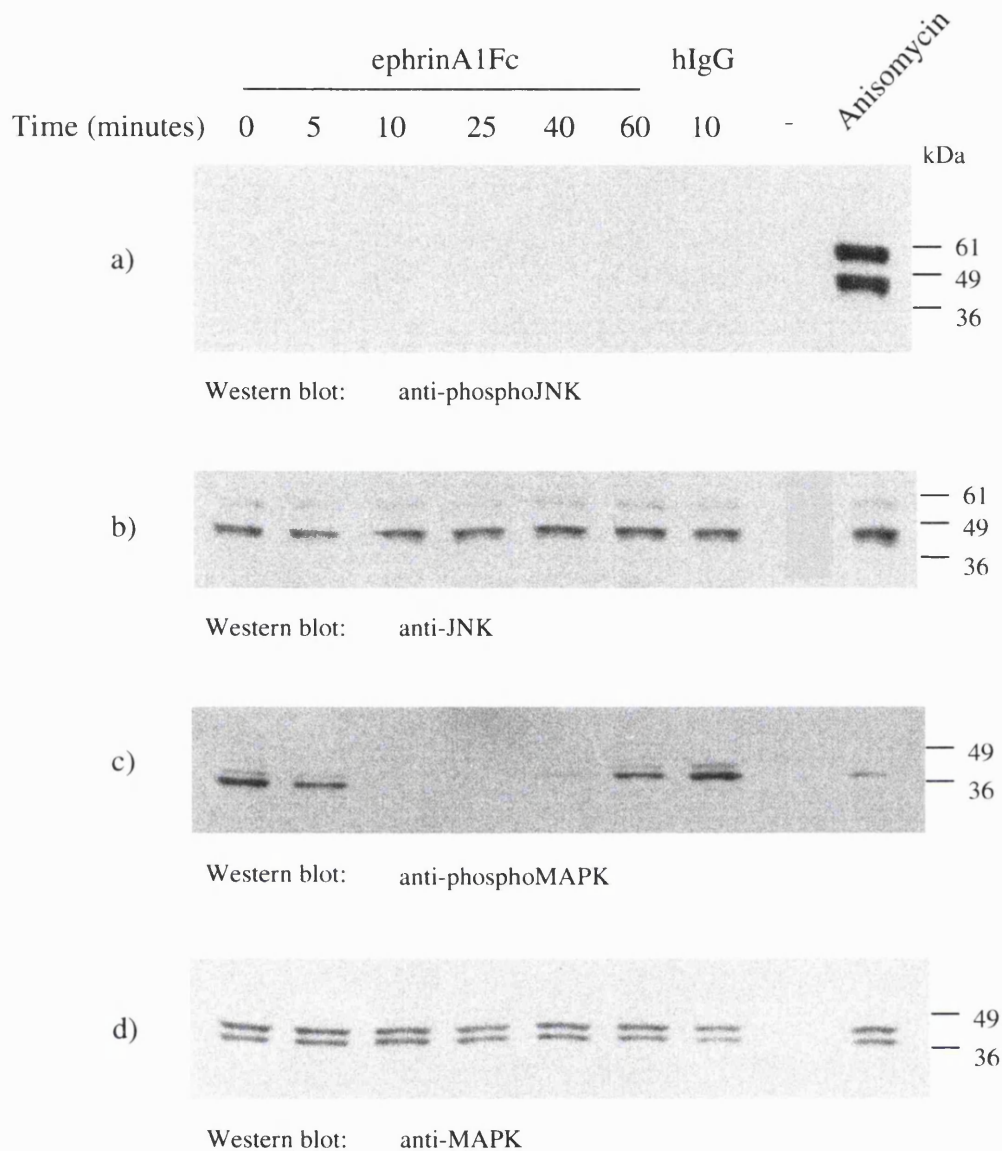 ephrinA1Fc hIgG Anisomycin
Time (minutes) 0 5 10 25 40 60 10 -
kDa
a)
61
49
36
Western blot: anti-phosphoJNK
b)
61
49
36
Western blot: anti-JNK
c)
49
36
Western blot: anti-phosphoMAPK
d)
49
36
Western blot: anti-MAPK